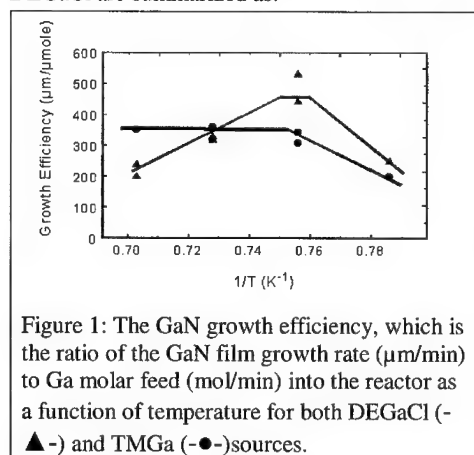 600
500
400
300
200
100
0
Growth Efficiency (µm/µmole)
0.70 0.72 0.74 0.76 0.78
1/T (K⁻¹)
Figure 1: The GaN growth efficiency, which is
the ratio of the GaN film growth rate (µm/min)
to Ga molar feed (mol/min) into the reactor as
a function of temperature for both DEGaCl (-
▲-) and TMGa (-●-)sources.